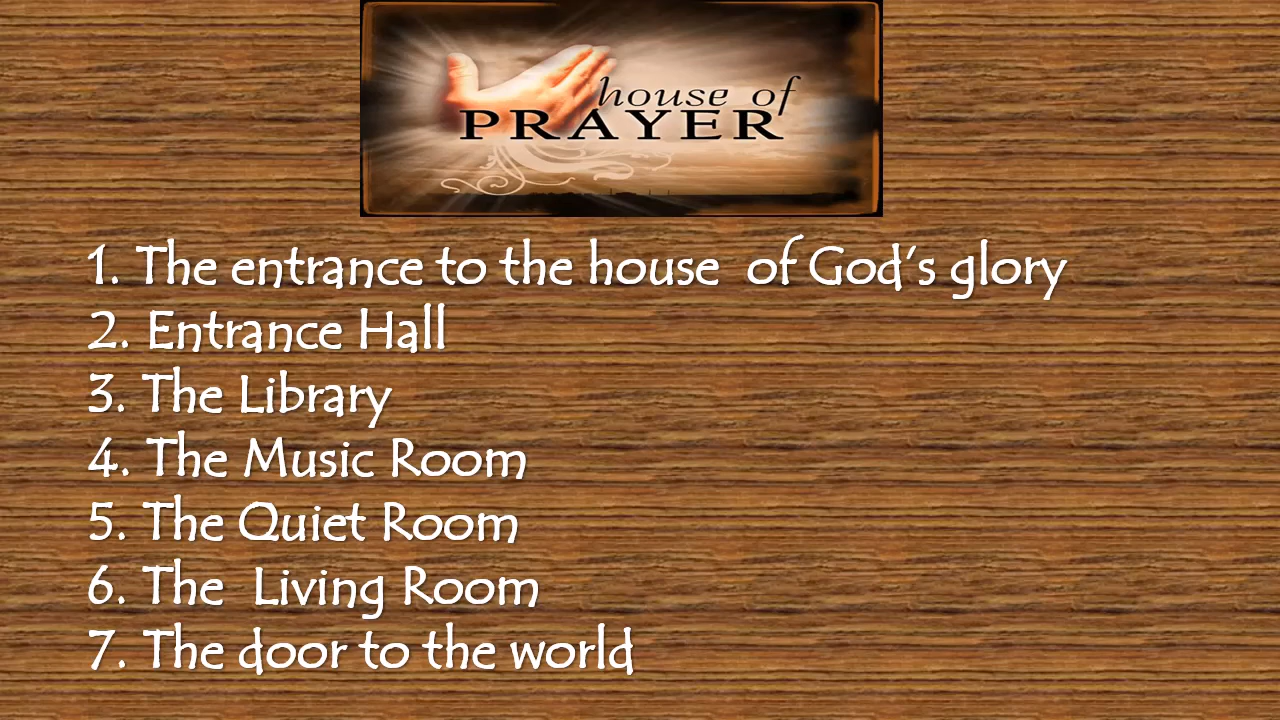 house of
PRAYER
1. The entrance to the house of God's glory
2. Entrance Hall
3. The Library
4. The Music Room
5. The Quiet Room
6. The Living Room
7. The door to the world